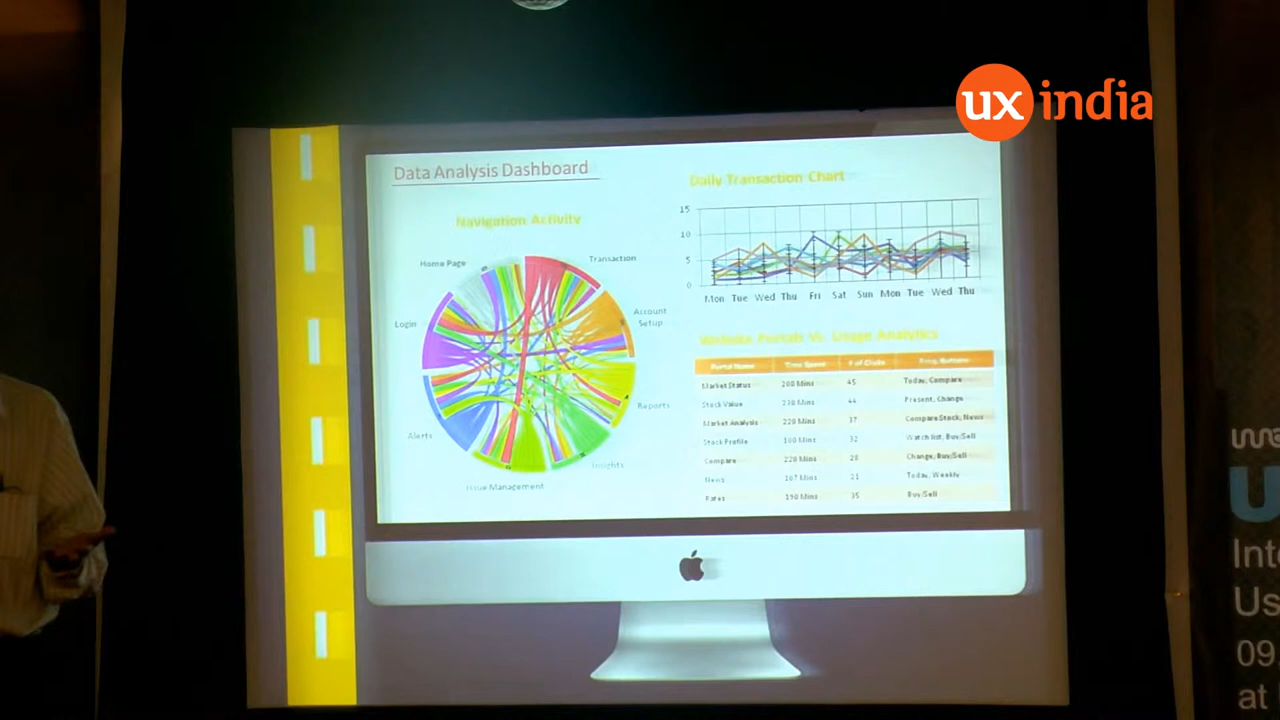 ux india
Data Analysis Dashboard
Navigation Activity
Home Page
Transaction
Login
Account
Setup
Reports
Alerts
Insights
Issue Management
Daily Transaction Chart
15
10
5
0
Mon Tue Wed Thu Fri Sat Sun Mon Tue Wed Thu
Website Portals Vs. Usage Analytics
Portal Name Time Spent # of Clicks Buttons
Market Status 200 Mins 45 Today, Compare
Stock Value 230 Mins 44 Present, Change
Market Analysis 220 Mins 37 Compare Stock, News
Stock Profile 100 Mins 32 Watch list, Buy/Sell
Compare 220 Mins 28 Change, Buy/Sell
News 107 Mins 21 Today, Weekly
Rates 190 Mins 35 Buy/Sell
Int
Us
09
at